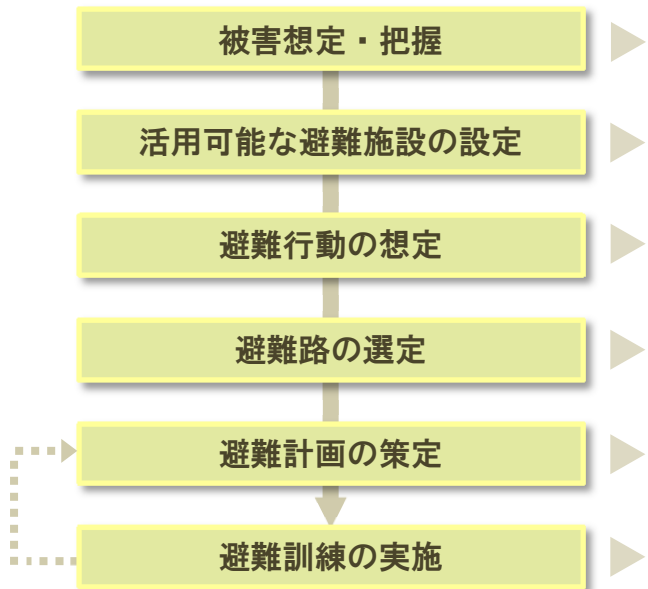 被害想定・把握
活用可能な避難施設の設定
避難行動の想定
避難路の選定
避難計画の策定
避難訓練の実施